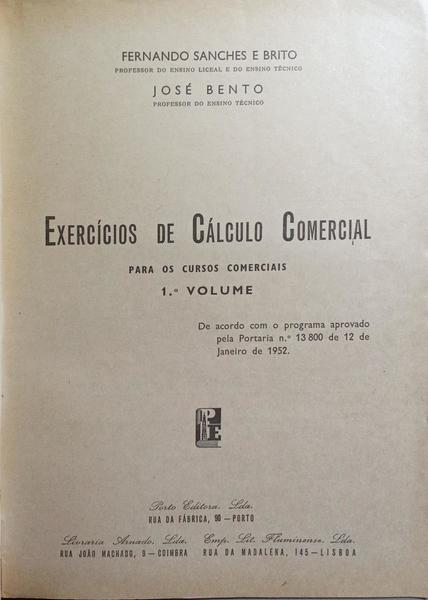 FERNANDO SANCHES E BRITO
PROFESSOR DO ENSINO LICEAL E DO ENSINO TÉCNICO
JOSÉ BENTO
PROFESSOR DO ENSINO TÉCNICO
EXERCÍCIOS DE CÁLCULO COMERCIAL
PARA OS CURSOS COMERCIAIS
1.º VOLUME
De acordo com o programa aprovado
pela Portaria n.º 13 800 de 12 de
Janeiro de 1952.
PE
Porto Editora, Lda.
RUA DA FÁBRICA, 90 — PORTO
Livraria Arnado, Lda. Emp. Lit. Fluminense, Lda.
RUA JOÃO MACHADO, 9 — COIMBRA RUA DA MADALENA, 145 — LISBOA